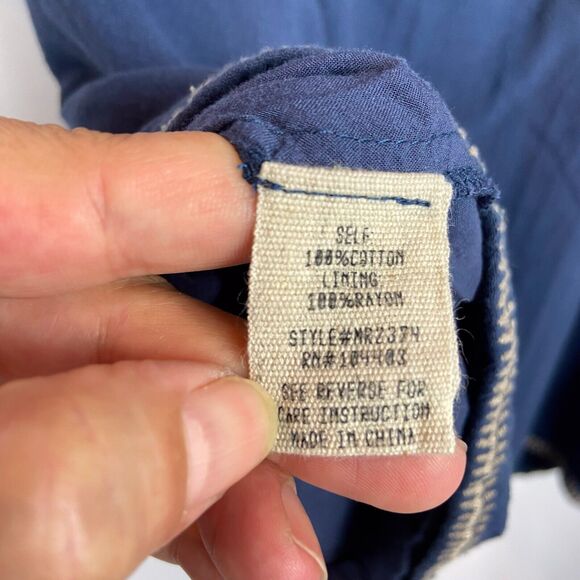 SELF
100%COTTON
LINING
100%RAYON
STYLE#MR2374
RN#104403
SEE REVERSE FOR
CARE INSTRUCTION
MADE IN CHINA